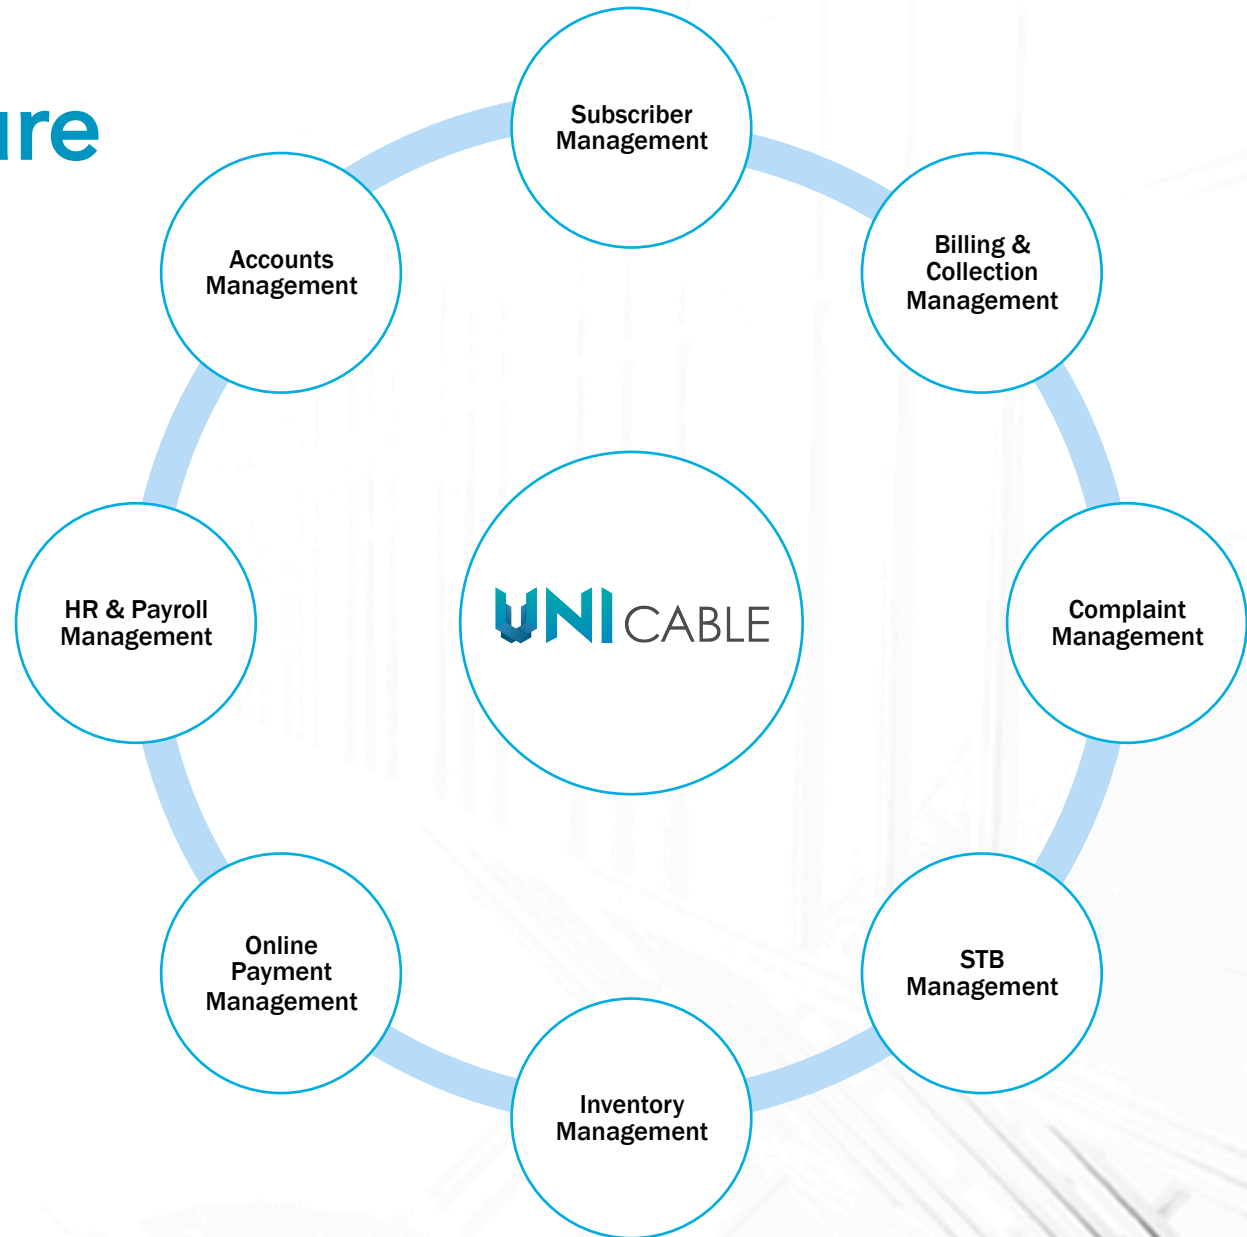 Subscriber
Management
Billing &
Collection
Management
Complaint
Management
STB
Management
Inventory
Management
Online
Payment
Management
HR & Payroll
Management
Accounts
Management
UNI CABLE